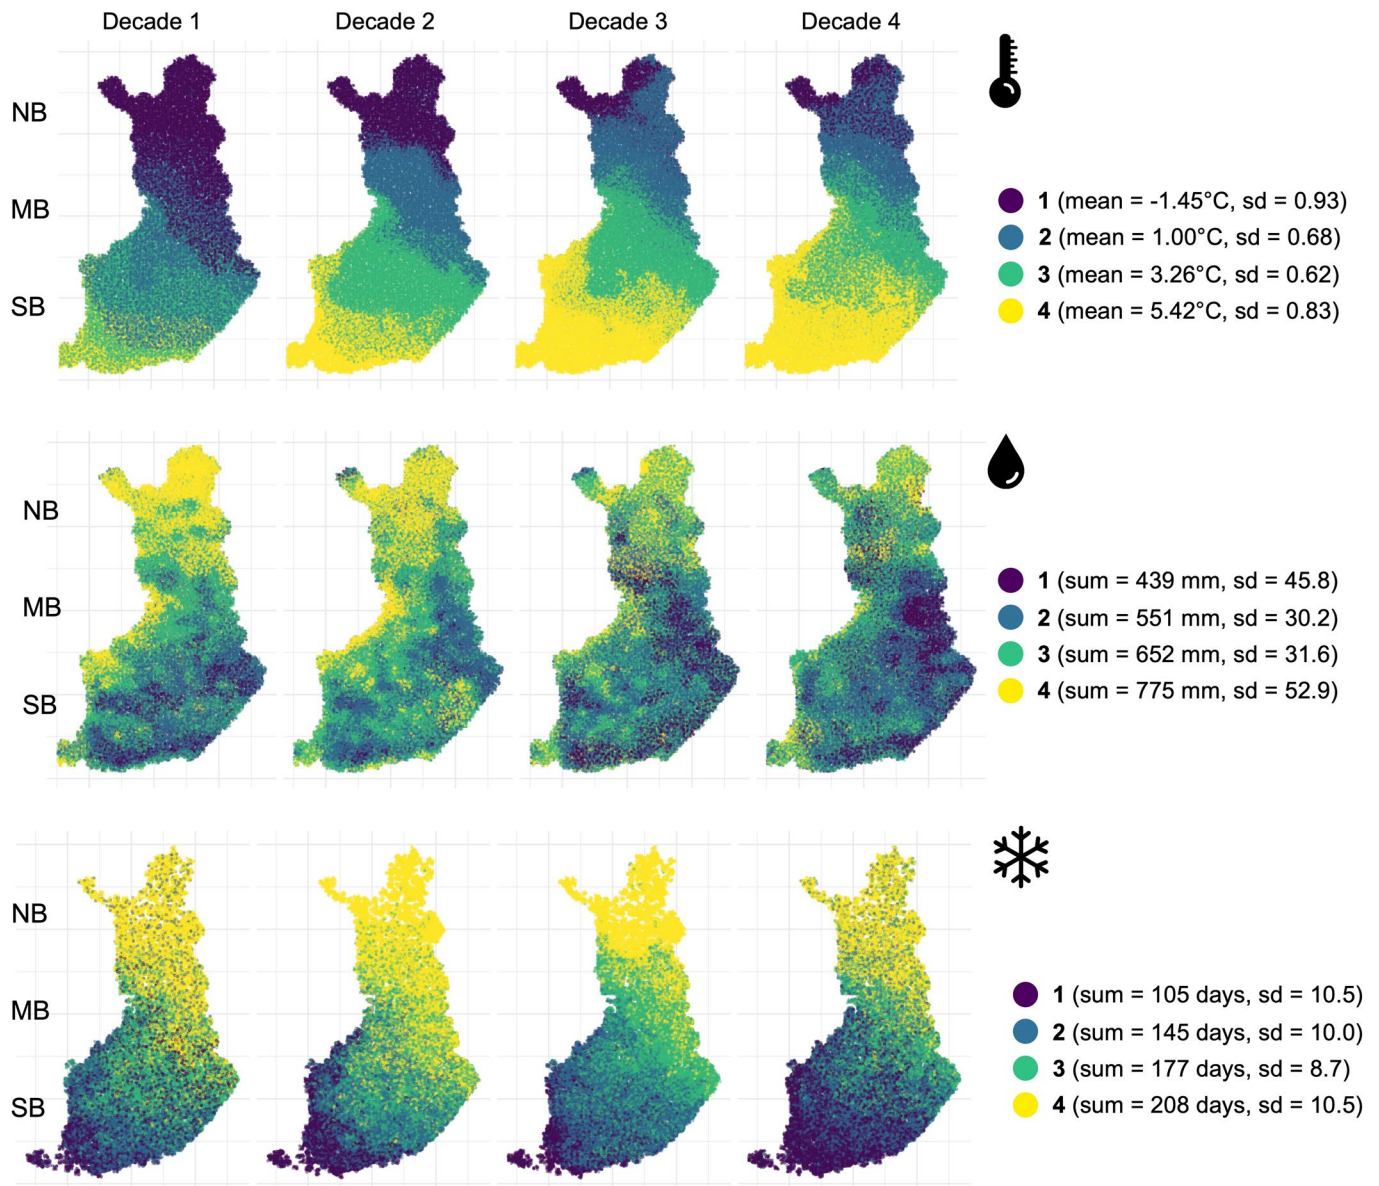 Decade 1
Decade 2
Decade 3
Decade 4
NB
MB
SB
1 (mean = -1.45°C, sd = 0.93)
2 (mean = 1.00°C, sd = 0.68)
3 (mean = 3.26°C, sd = 0.62)
4 (mean = 5.42°C, sd = 0.83)
NB
MB
SB
1 (sum = 439 mm, sd = 45.8)
2 (sum = 551 mm, sd = 30.2)
3 (sum = 652 mm, sd = 31.6)
4 (sum = 775 mm, sd = 52.9)
NB
MB
SB
1 (sum = 105 days, sd = 10.5)
2 (sum = 145 days, sd = 10.0)
3 (sum = 177 days, sd = 8.7)
4 (sum = 208 days, sd = 10.5)